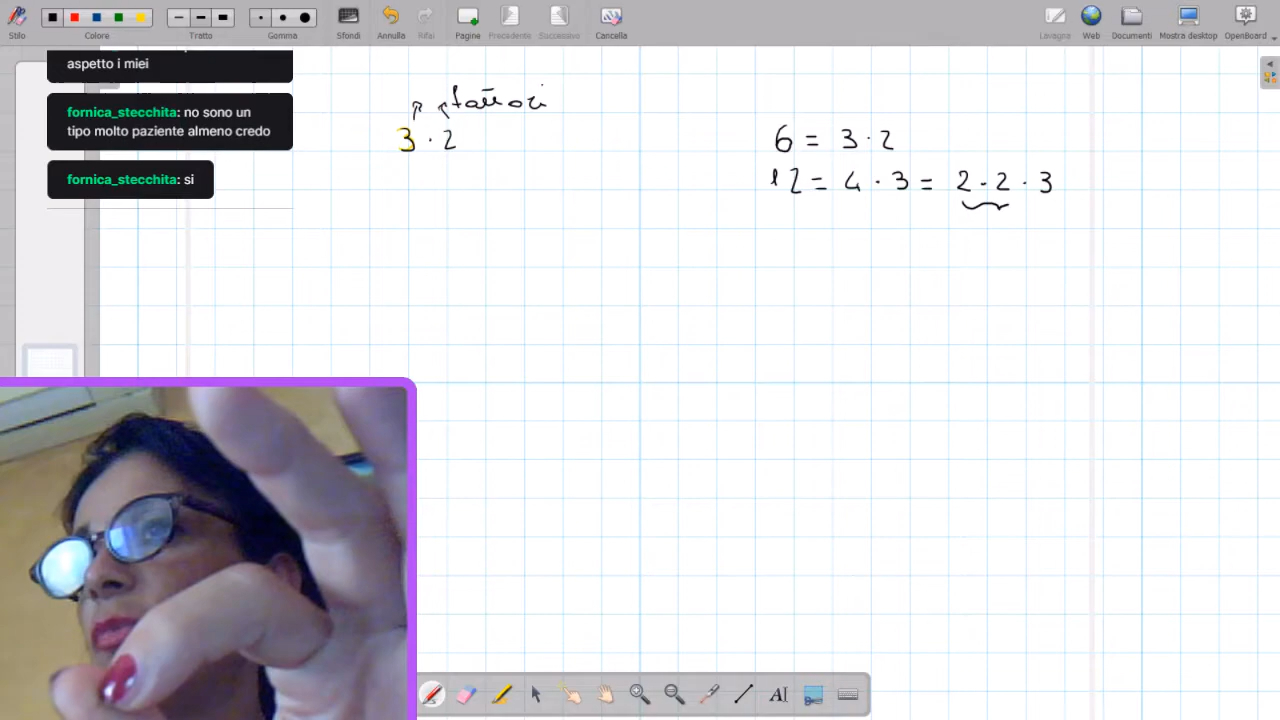 Stilo
Colore
Tratto
Gomma
Sfondi
Annulla
Rifai
Pagine
Precedente
Successivo
Cancella
Lavagna
Web
Documenti
Mostra desktop
OpenBoard
aspetto i miei
fornica_stecchita: no sono un
tipo molto paziente almeno credo
fornica_stecchita: si
fattori
3 · 2
6 = 3 · 2
12 = 4 · 3 = 2 · 2 · 3
AI